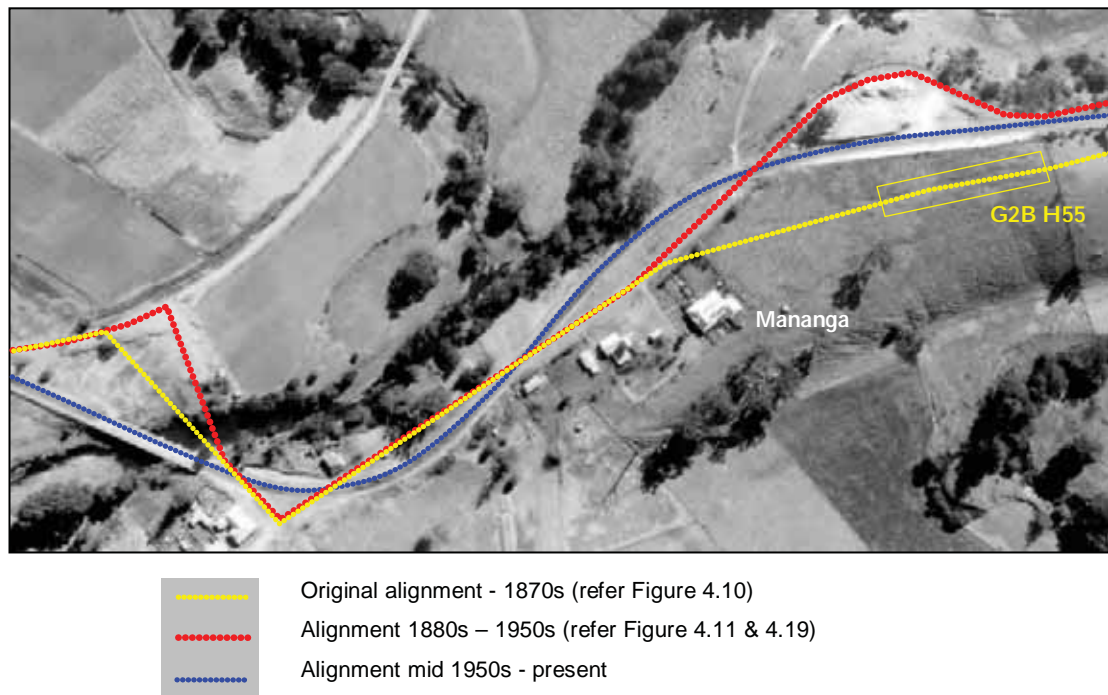 G2B H55
Mananga
Original alignment - 1870s (refer Figure 4.10)
Alignment 1880s – 1950s (refer Figure 4.11 & 4.19)
Alignment mid 1950s - present